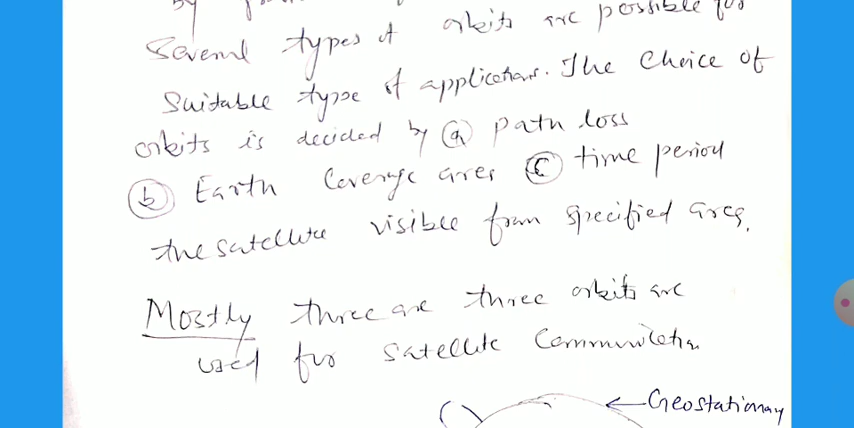 by
orbits are possible for
Several types of
suitable type of applications. The Choice of
orbits is decided by (a) Path loss
(b) Earth Coverage area (c) time period
the satellite visible from specified area.
Mostly three are three orbits are
used for Satellite Communication
←Geostationary